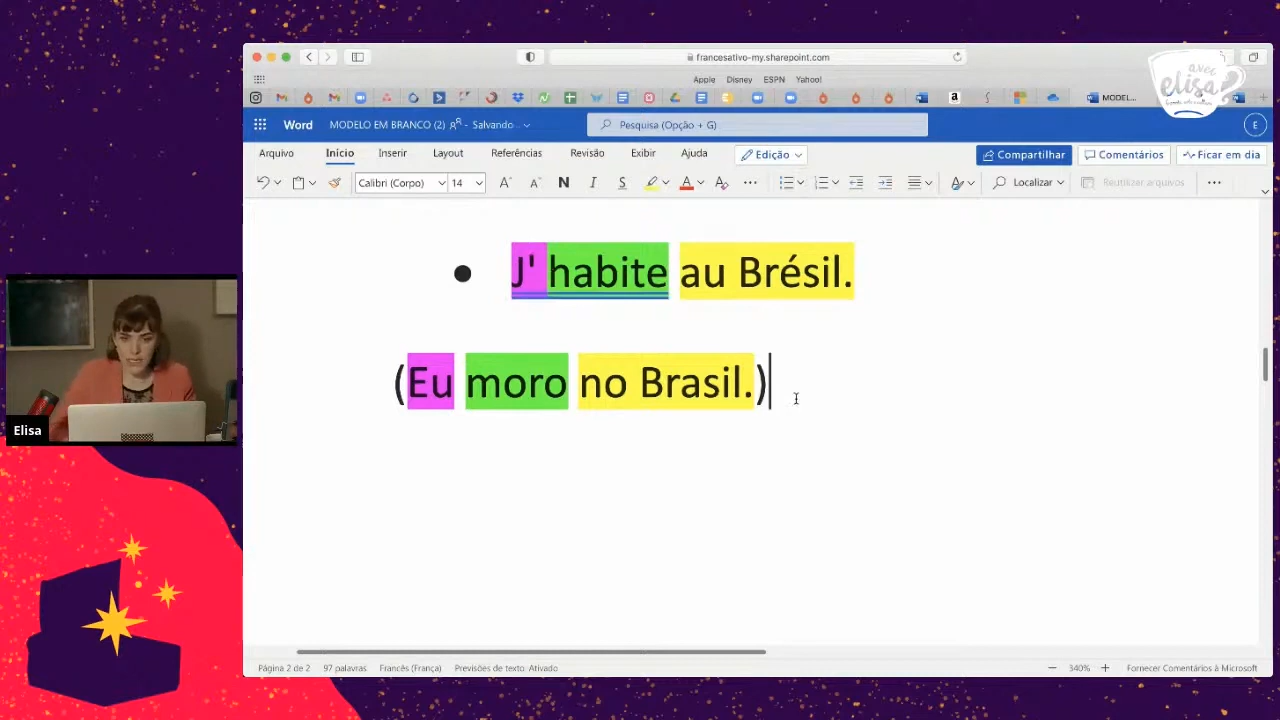 francesativo-my.sharepoint.com
Apple Disney ESPN Yahoo!
MODEL...
avec
elisa
Word MODELO EM BRANCO (2) - Salvando... Pesquisa (Opção + G) E
Arquivo Início Inserir Layout Referências Revisão Exibir Ajuda Edição Compartilhar Comentários Ficar em dia
Calibri (Corpo) 14 N I S A Localizar Reutilizar arquivos ...
• J' habite au Brésil.
(Eu moro no Brasil.)
Elisa
Página 2 de 2 97 palavras Francês (França) Previsões de texto: Ativado 340% Fornecer Comentários à Microsoft